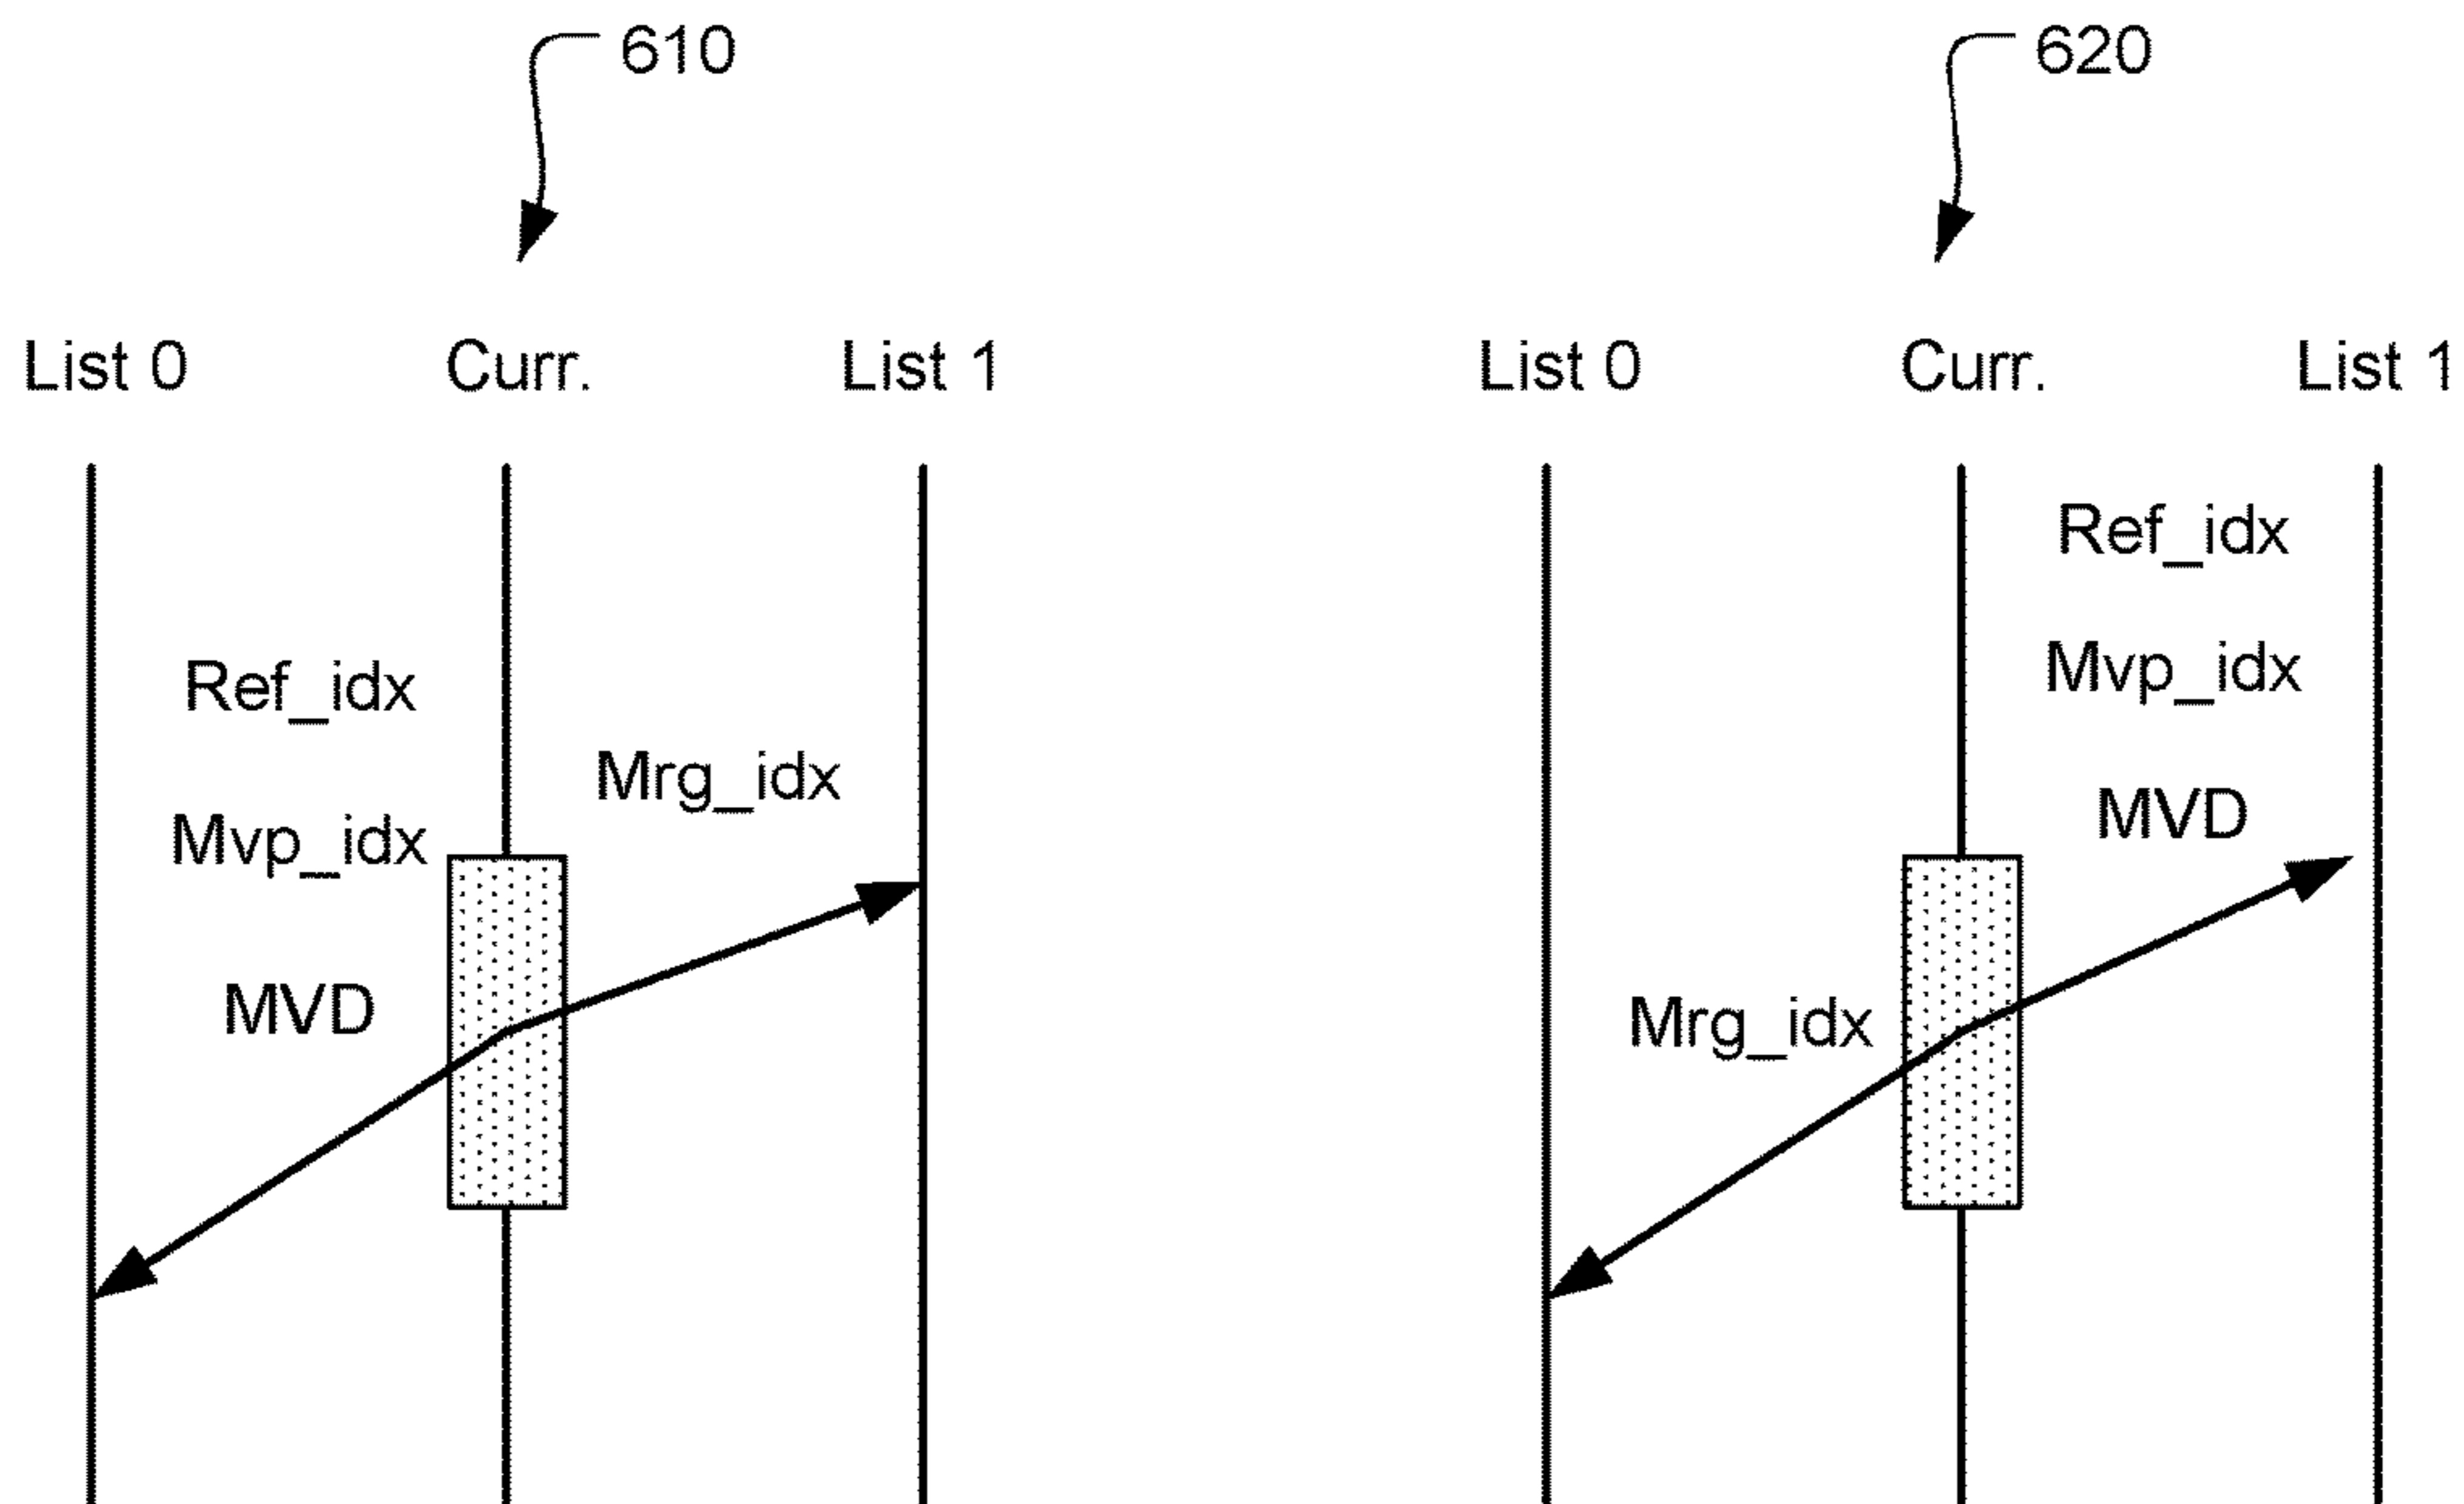 610
List 0
Curr.
List 1
Ref_idx
Mvp_idx
MVD
Mrg_idx
620
List 0
Curr.
List 1
Mrg_idx
Ref_idx
Mvp_idx
MVD